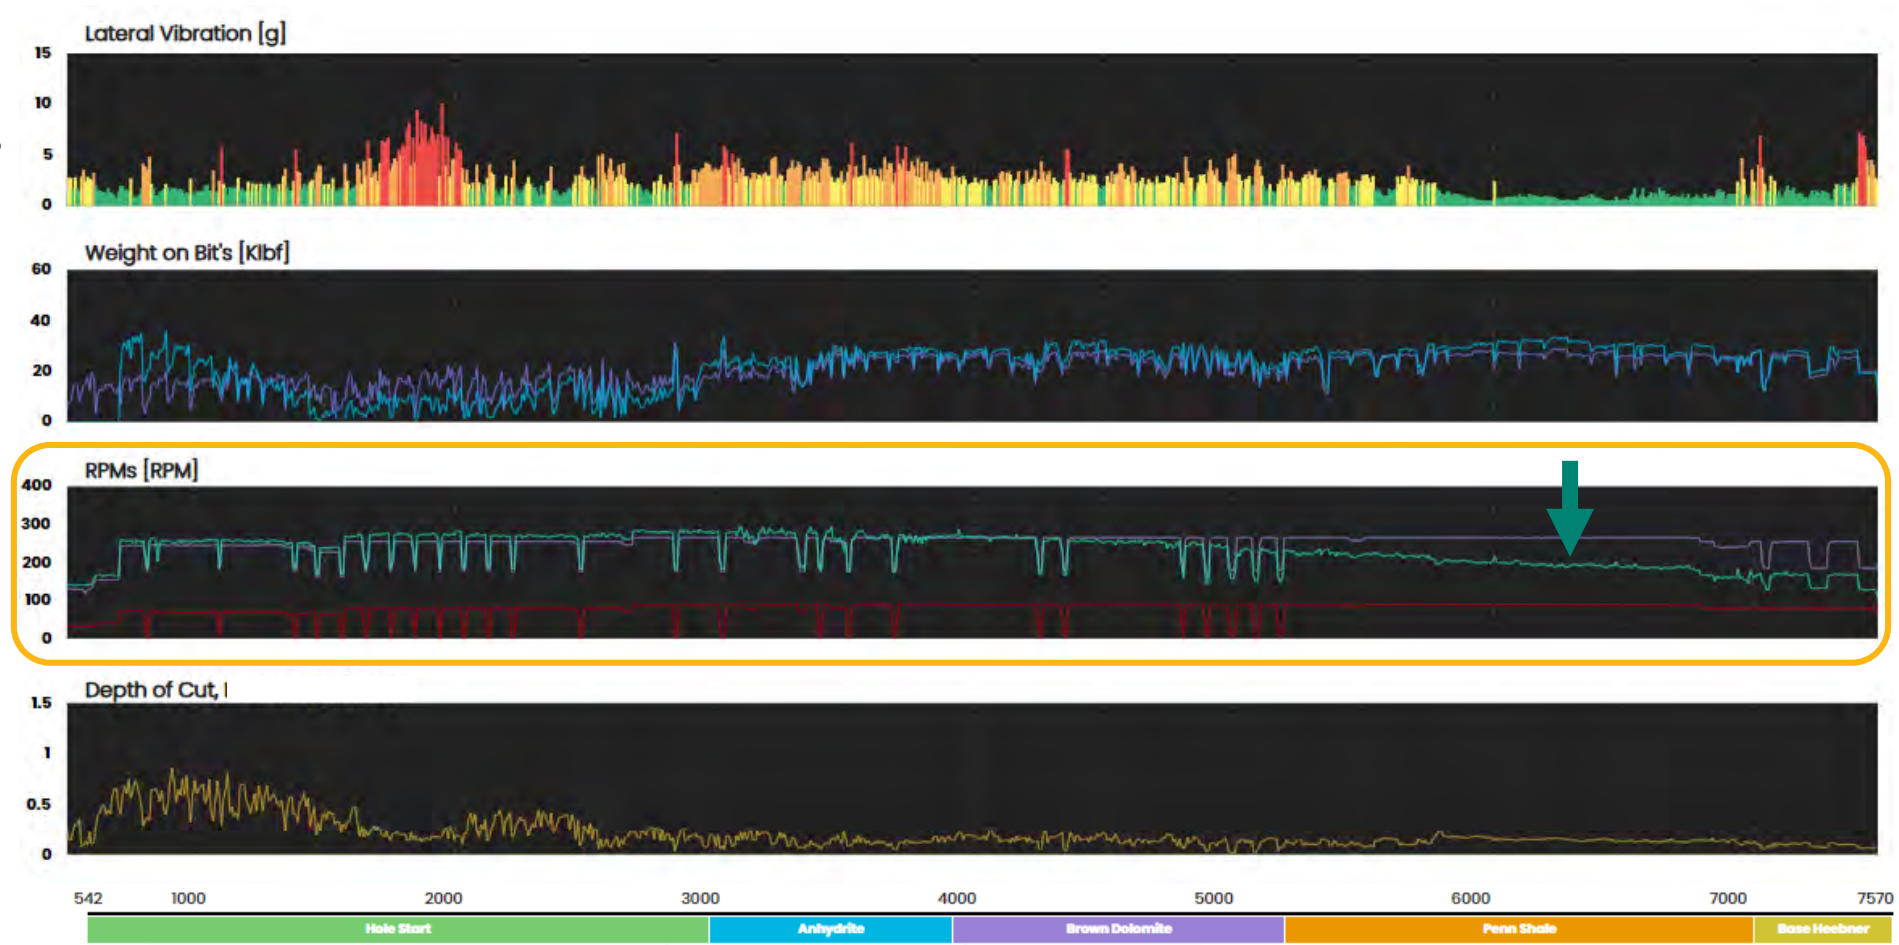 Lateral Vibration [g]
15
10
5
0
Weight on Bit's [Klbf]
60
40
20
0
RPMs [RPM]
400
300
200
100
0
Depth of Cut,
1.5
1
0.5
0
542 1000 2000 3000 4000 5000 6000 7000 7570
Hole Start Anhydrite Brown Dolomite Penn Shale Base Heebner